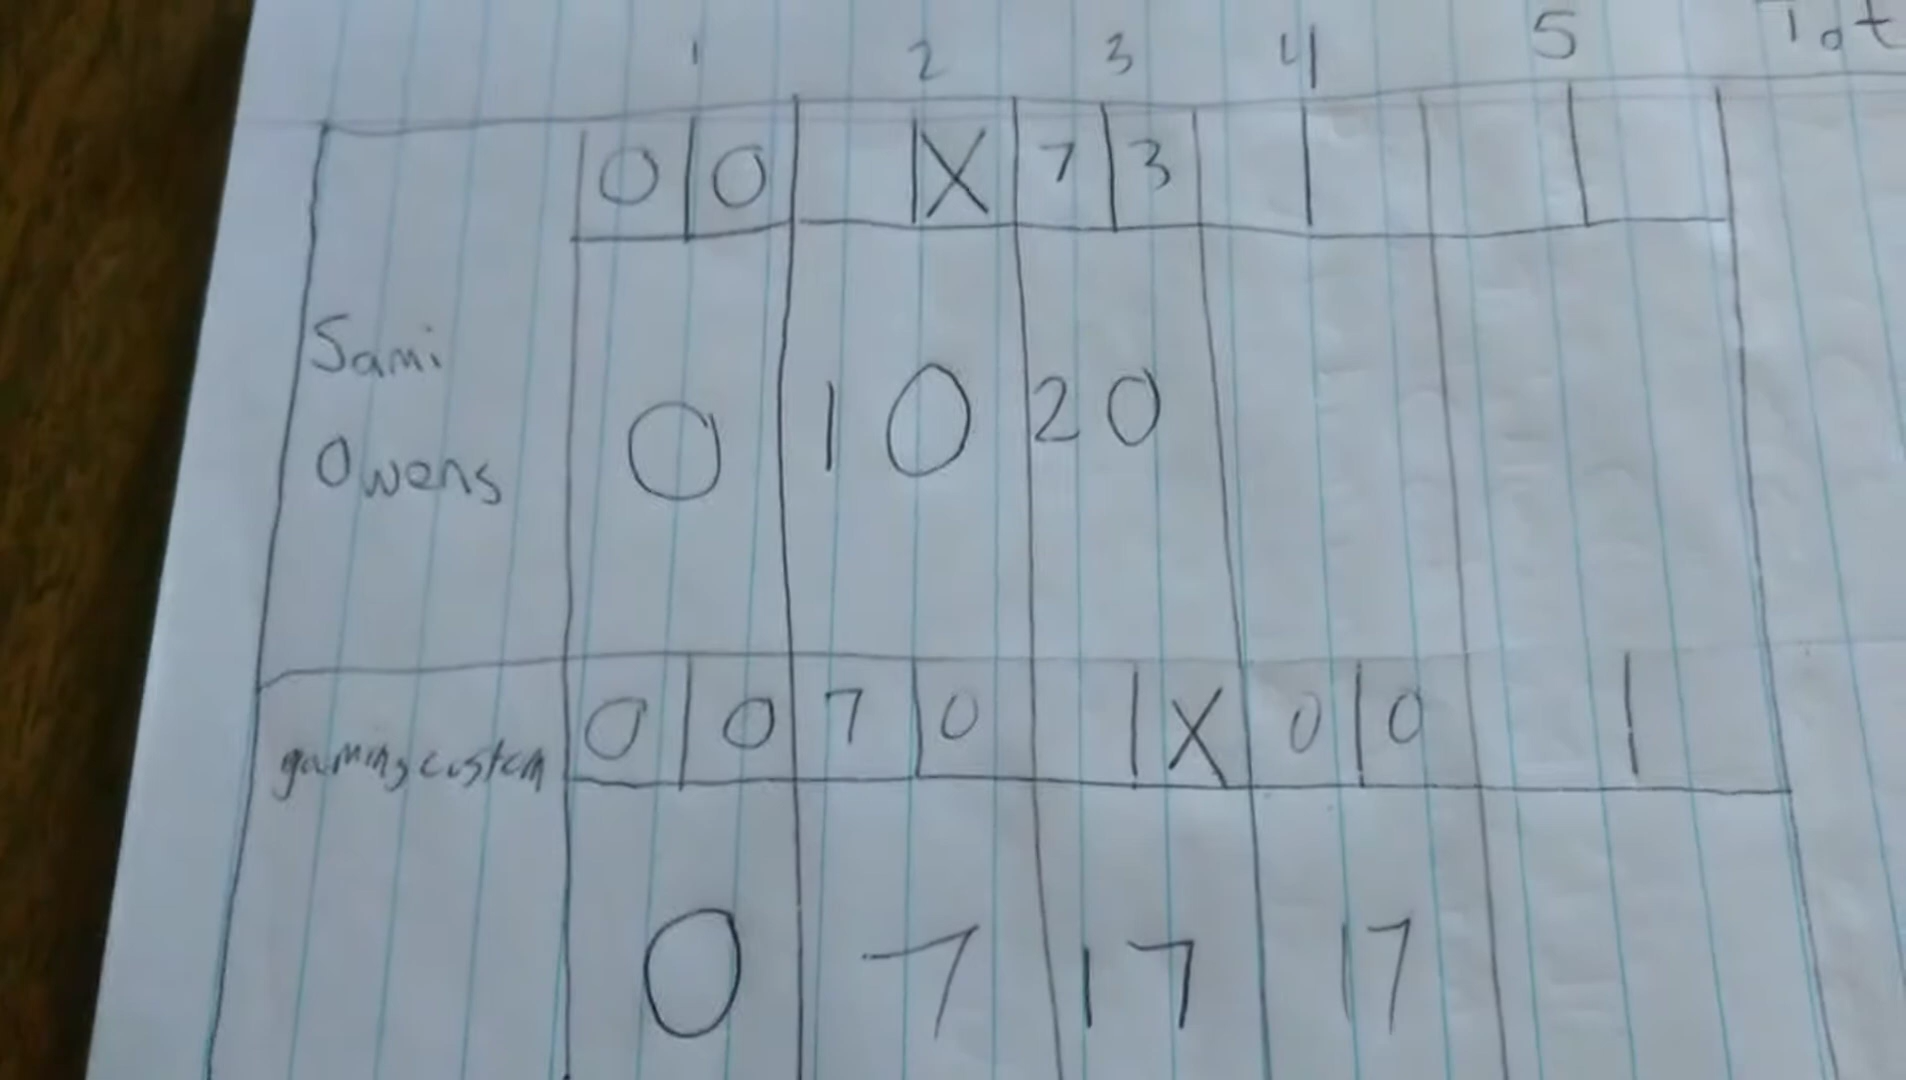 1 2 3 4 5 Tot
0 0 X 7 3
Sami
Owens
0 10 20
gamingcustom
0 0 7 0 X 0 0
0 7 17 17